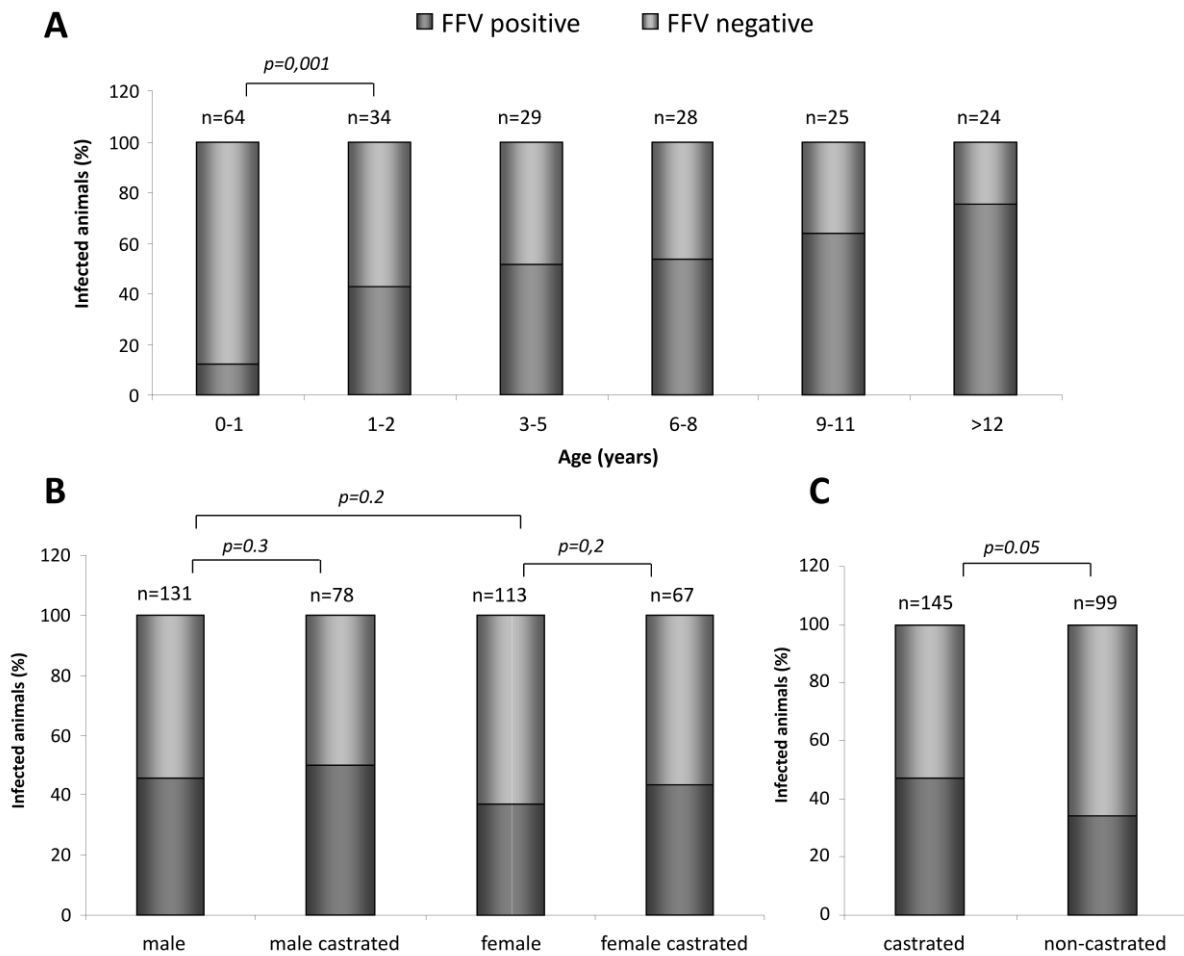 A
FFV positive FFV negative
p=0,001
n=64 n=34 n=29 n=28 n=25 n=24
120
100
80
60
40
20
0
Infected animals (%)
0-1 1-2 3-5 6-8 9-11 >12
Age (years)
B
p=0.2
p=0.3 p=0,2
n=131 n=78 n=113 n=67
120
100
80
60
40
20
0
Infected animals (%)
male male castrated female female castrated
C
p=0.05
n=145 n=99
120
100
80
60
40
20
0
Infected animals (%)
castrated non-castrated